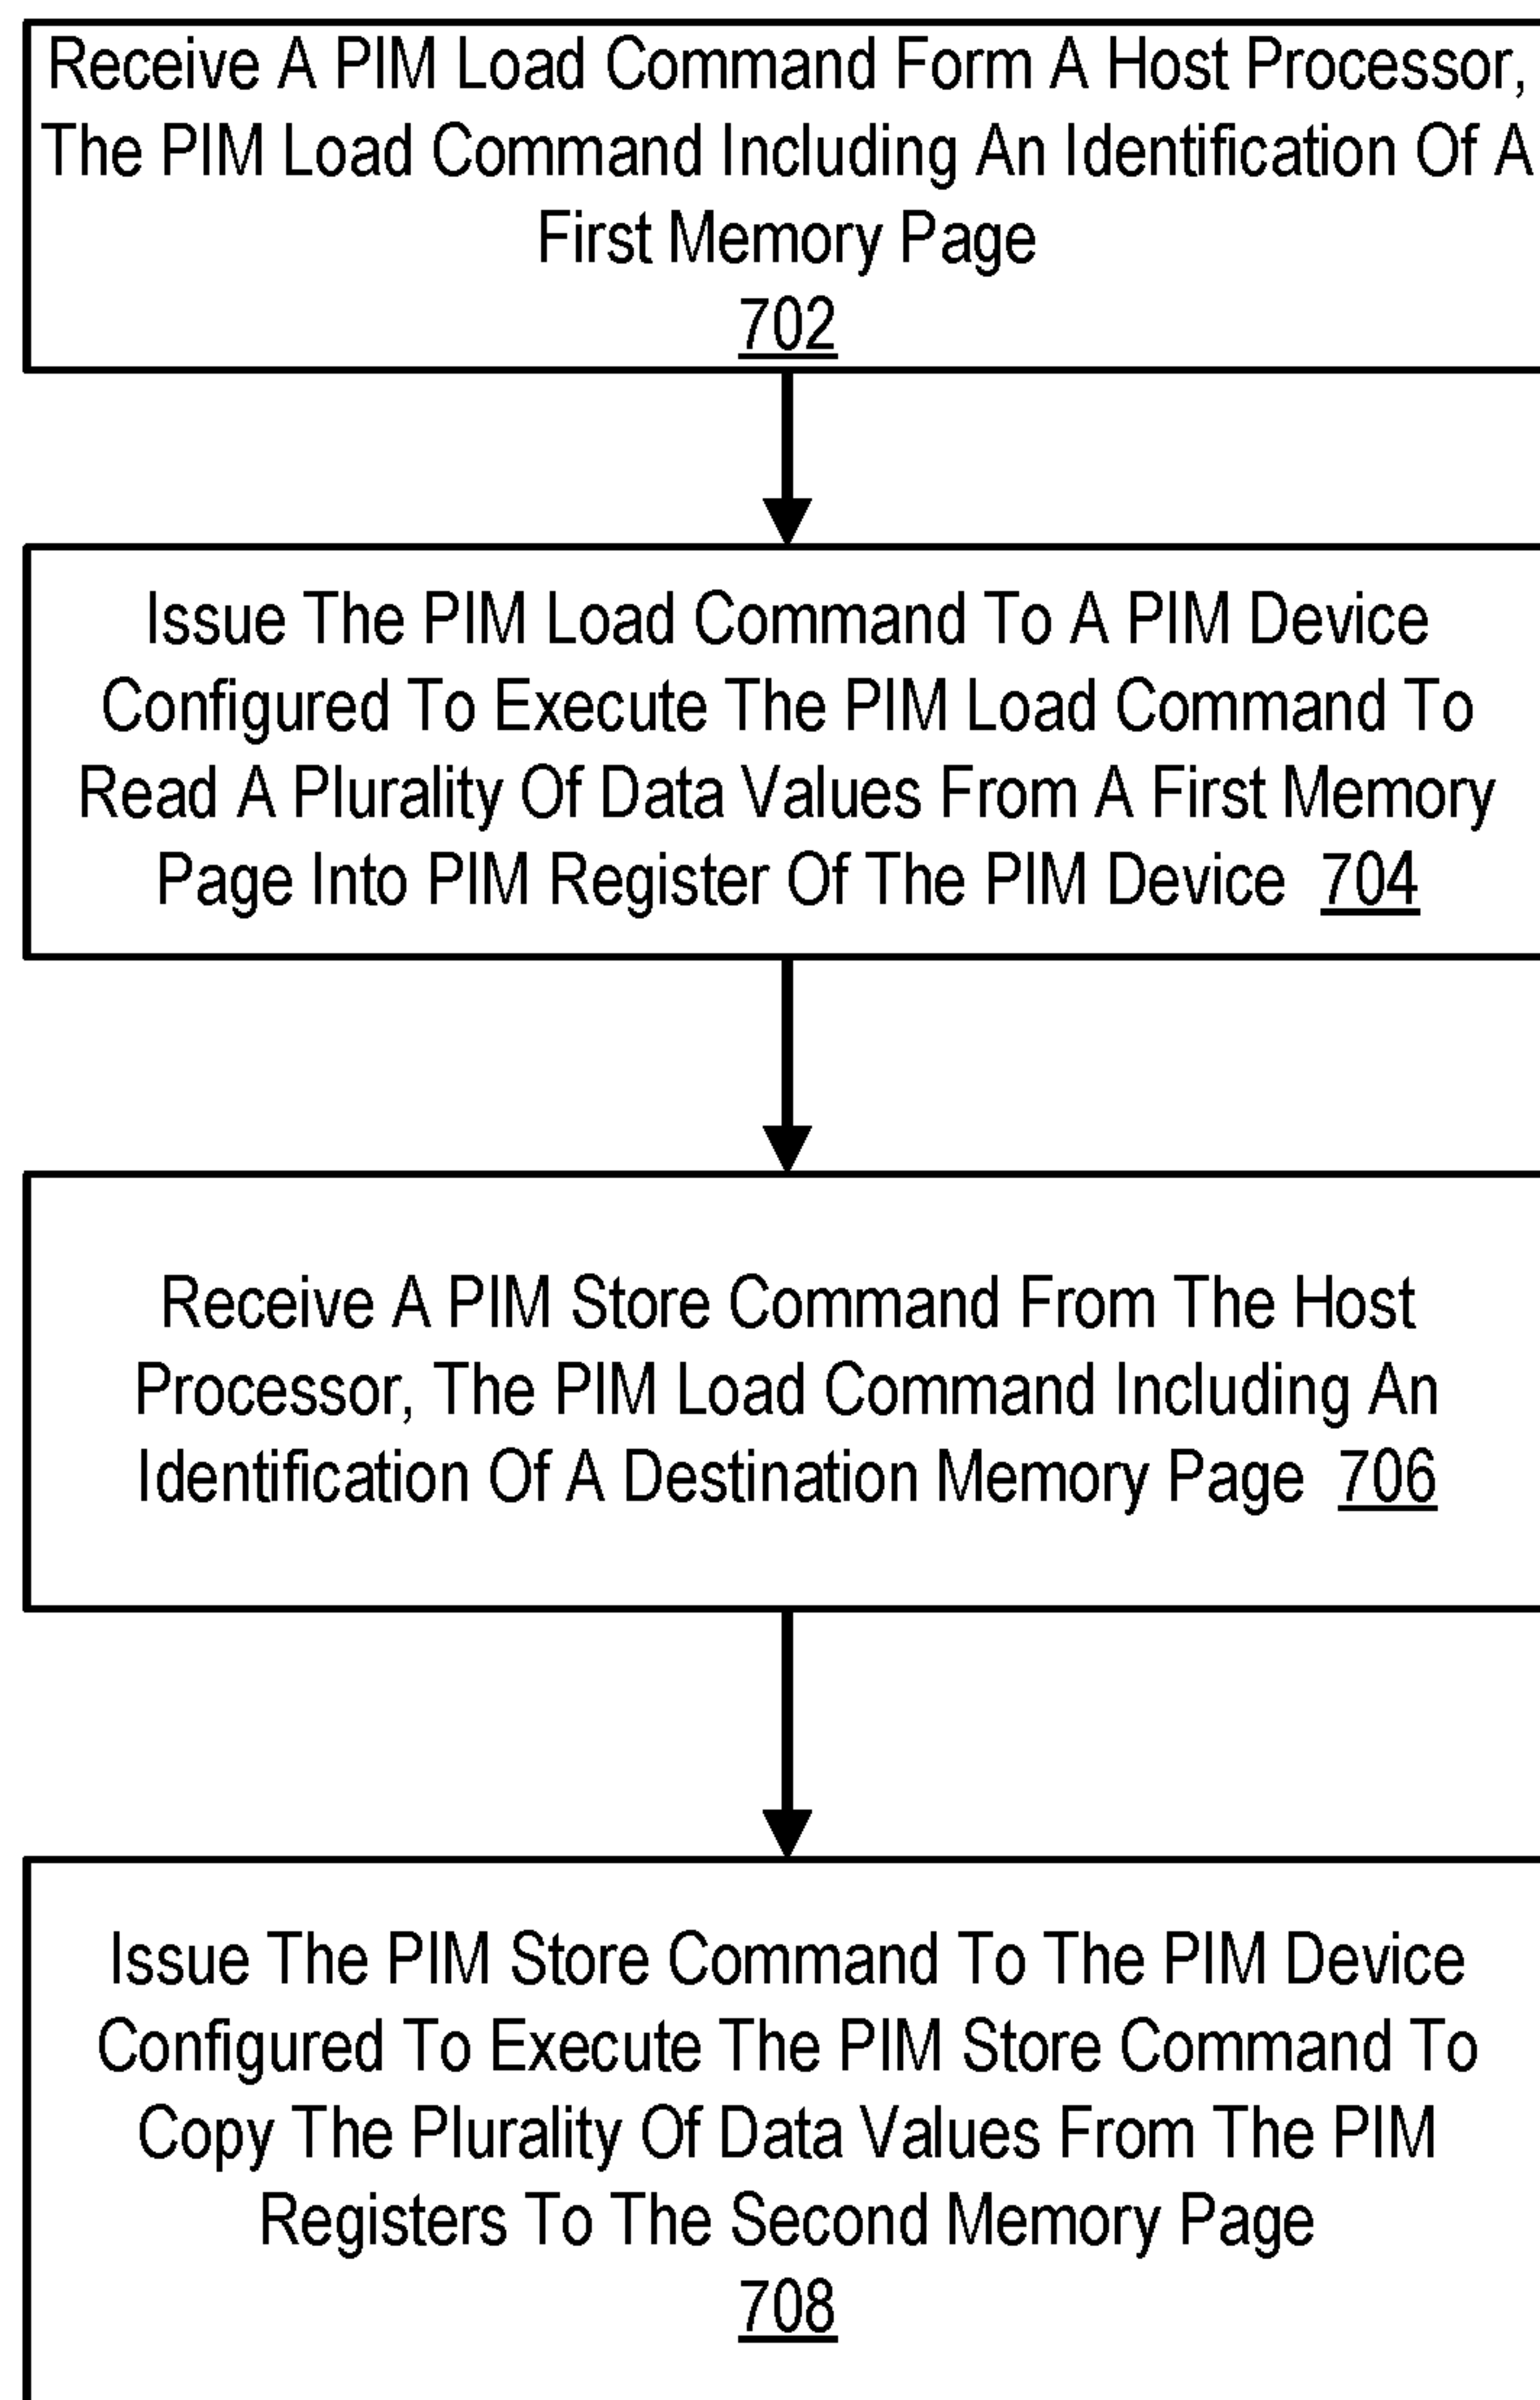 Receive A PIM Load Command Form A Host Processor,
The PIM Load Command Including An Identification Of A
First Memory Page
702
Issue The PIM Load Command To A PIM Device
Configured To Execute The PIM Load Command To
Read A Plurality Of Data Values From A First Memory
Page Into PIM Register Of The PIM Device 704
Receive A PIM Store Command From The Host
Processor, The PIM Load Command Including An
Identification Of A Destination Memory Page 706
Issue The PIM Store Command To The PIM Device
Configured To Execute The PIM Store Command To
Copy The Plurality Of Data Values From The PIM
Registers To The Second Memory Page
708